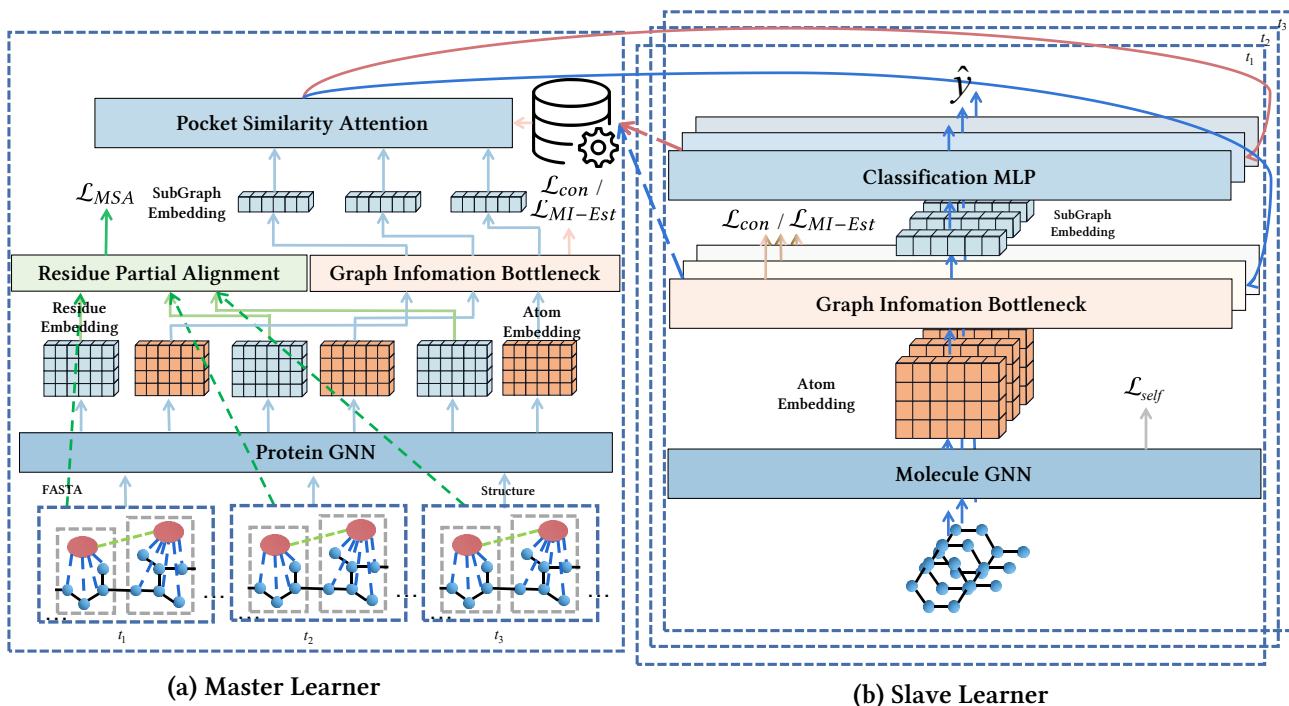 Pocket Similarity Attention
ℒMSA
SubGraph
Embedding
ℒcon /
ℒMI−Est
Residue Partial Alignment
Graph Infomation Bottleneck
Residue
Embedding
Atom
Embedding
Protein GNN
FASTA
Structure
...
...
...
...
...
...
t1
t2
t3
(a) Master Learner
t3
t2
t1
ŷ
Classification MLP
SubGraph
Embedding
ℒcon / ℒMI−Est
Graph Infomation Bottleneck
Atom
Embedding
ℒself
Molecule GNN
(b) Slave Learner